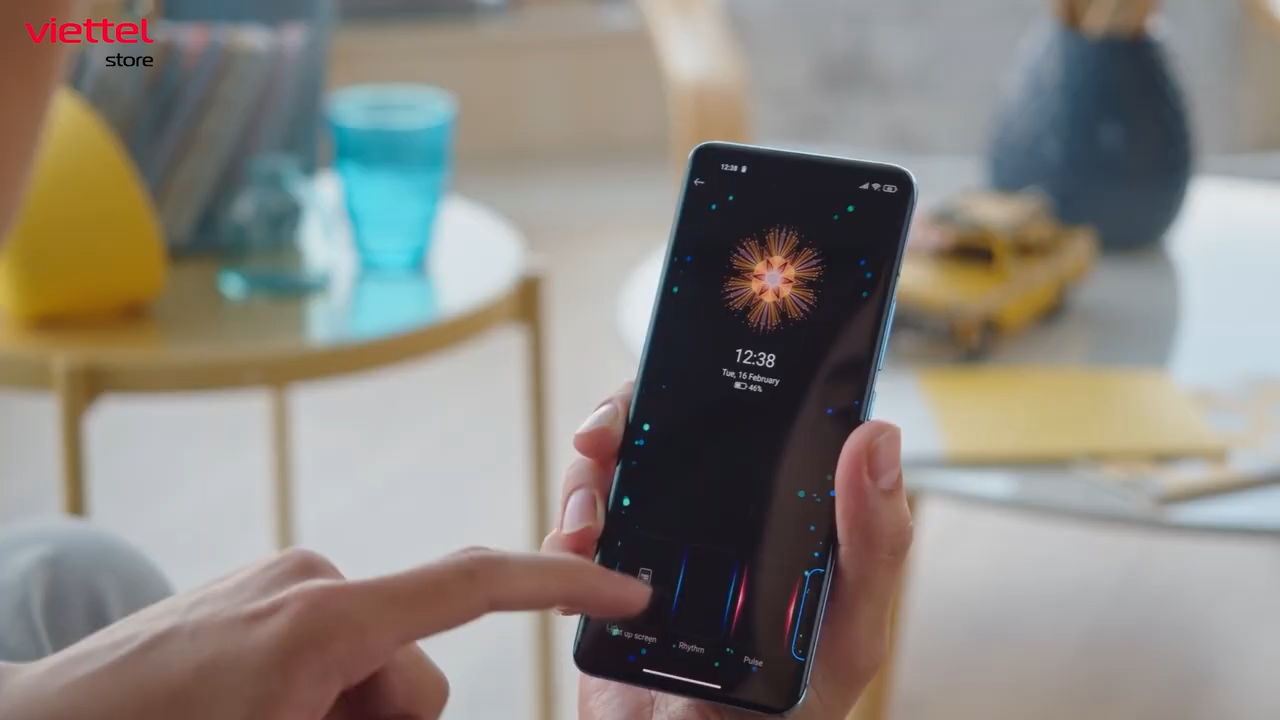 viettel
store
12:38
12:38
Tue, 16 February
46%
Light up screen
Rhythm
Pulse